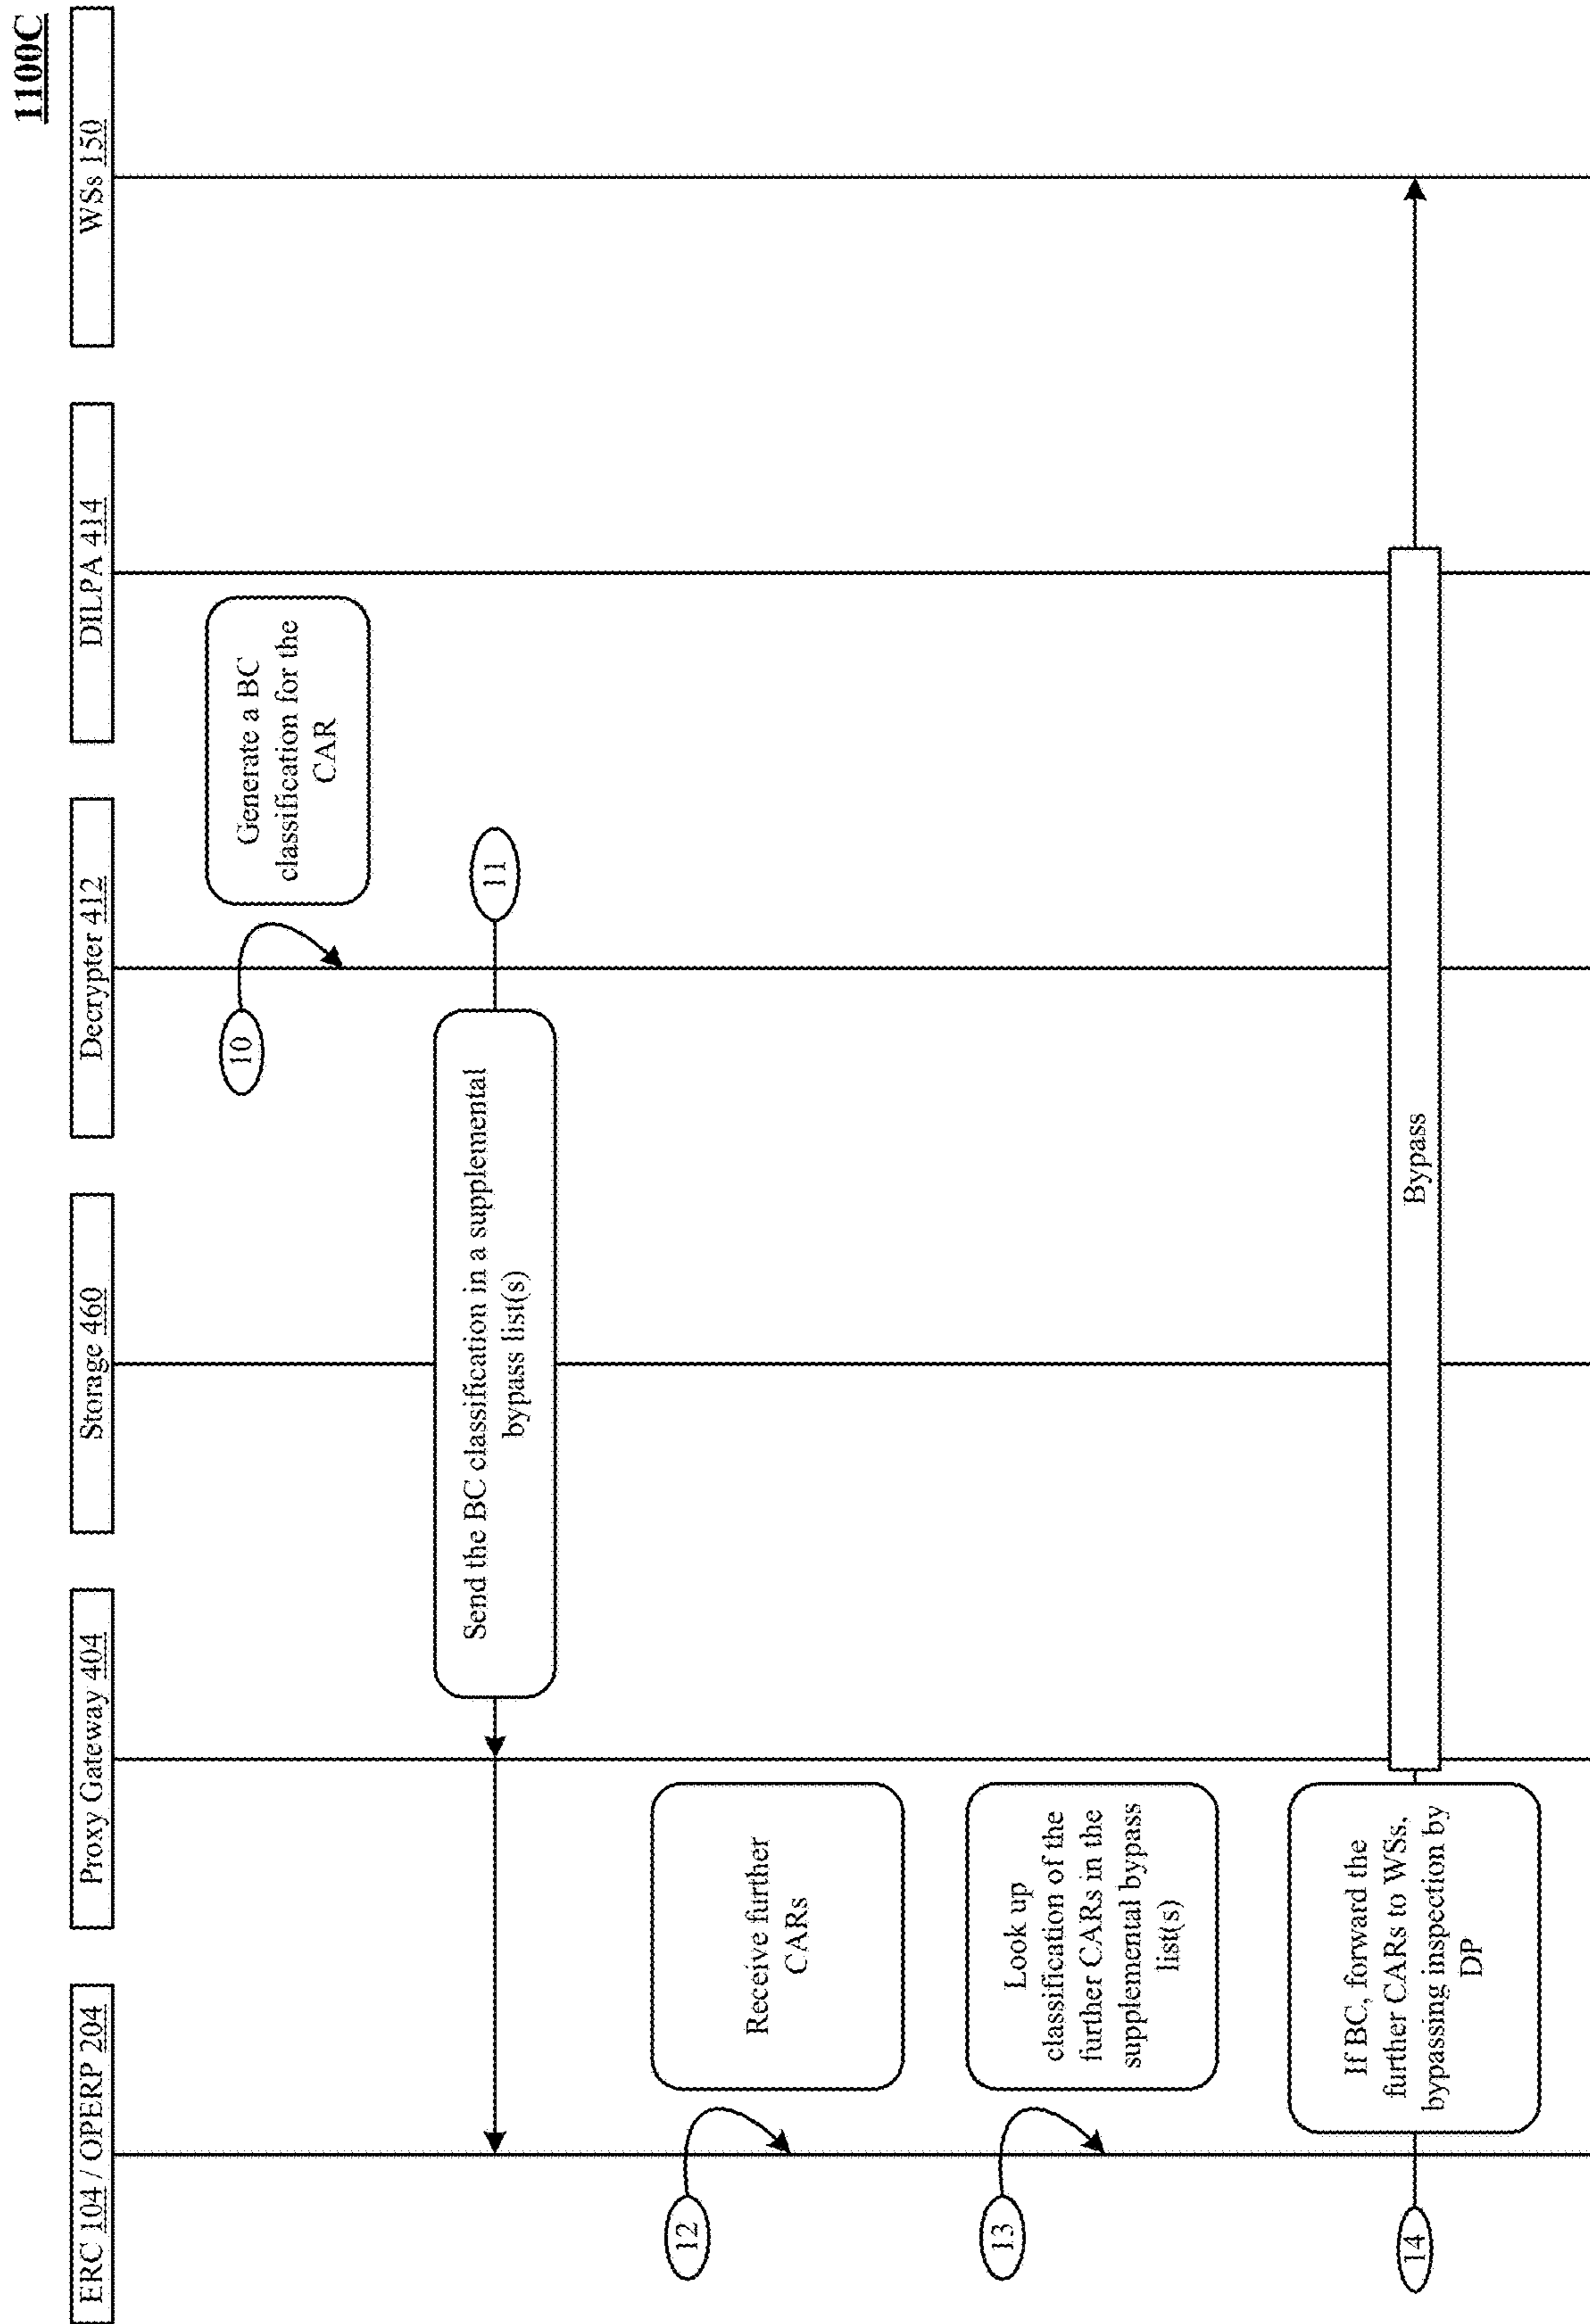 1100C
ERC 104 / OPERP 204
Proxy Gateway 404
Storage 460
Decrypter 412
DILPA 414
WSs 150
10
Generate a BC
classification for the
CAR
Send the BC classification in a supplemental
bypass list(s)
11
12
Receive further
CARs
13
Look up
classification of the
further CARs in the
supplemental bypass
list(s)
14
If BC, forward the
further CARs to WSs,
bypassing inspection by
DP
Bypass